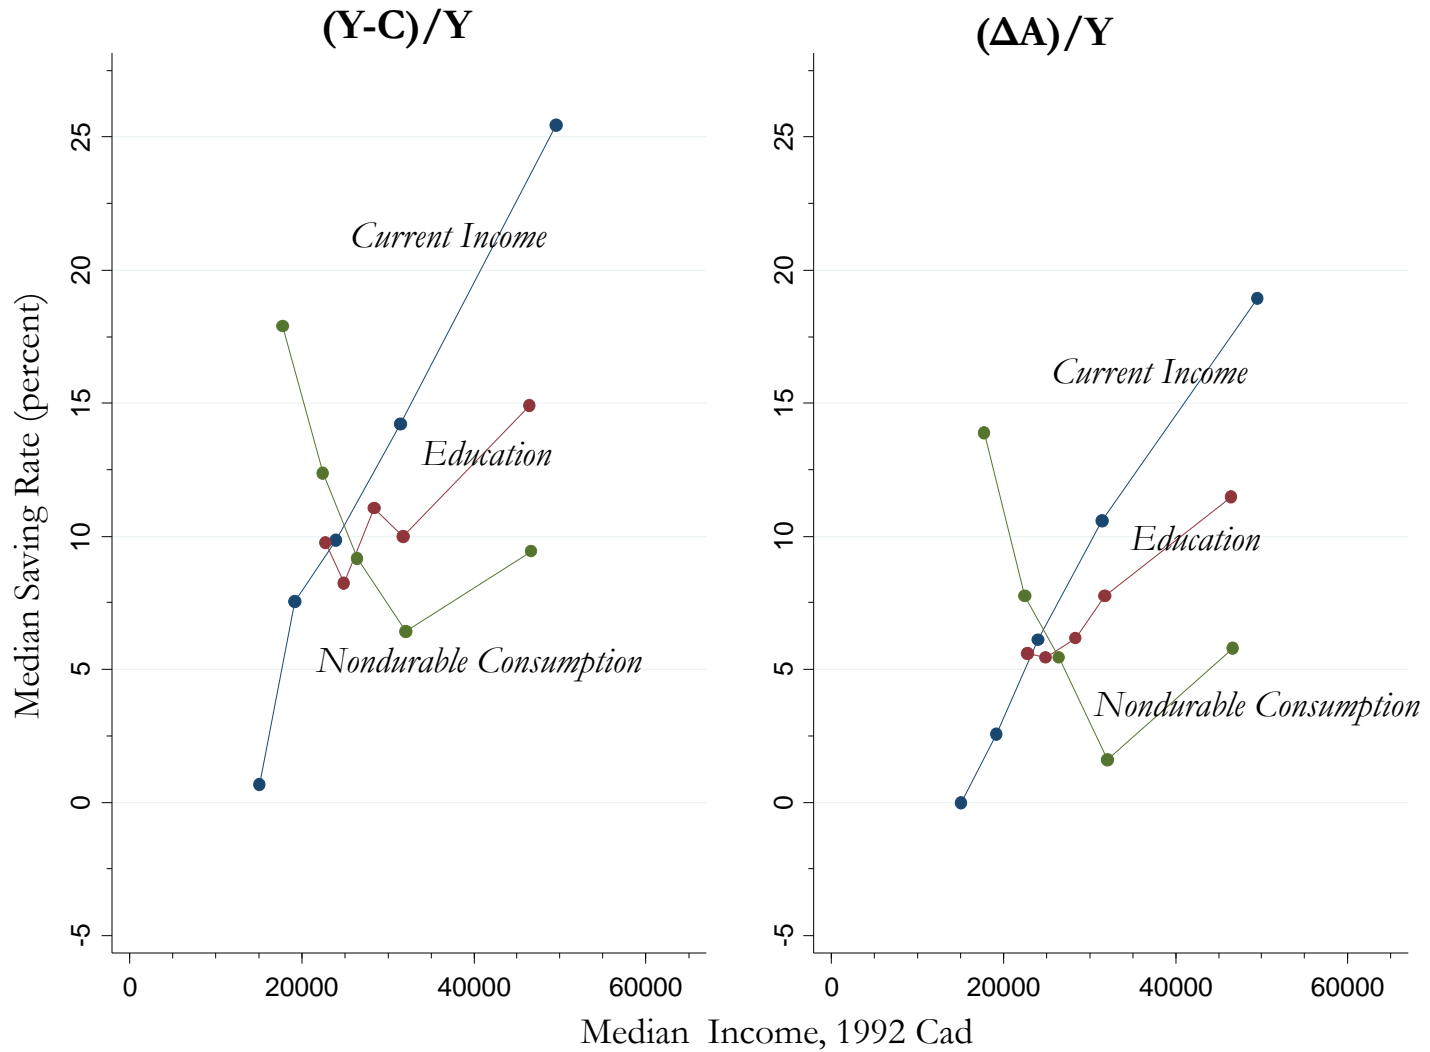 (Y-C)/Y
(ΔA)/Y
Median Saving Rate (percent)
25
20
15
10
5
0
-5
Current Income
Education
Nondurable Consumption
0 20000 40000 60000
25
20
15
10
5
0
-5
Current Income
Education
Nondurable Consumption
0 20000 40000 60000
Median Income, 1992 Cad